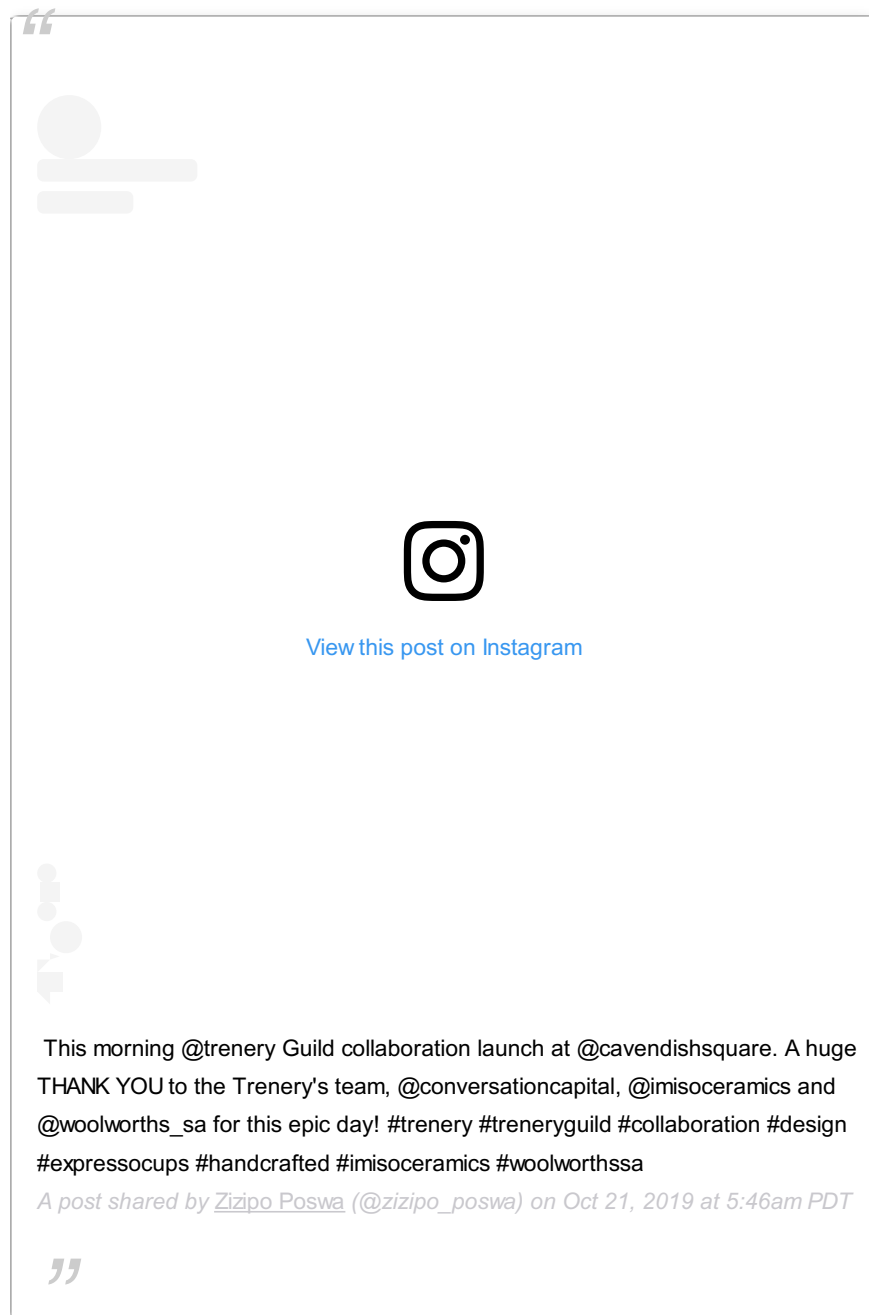 “
View this post on Instagram
This morning @trenery Guild collaboration launch at @cavendishsquare. A huge
THANK YOU to the Trenery's team, @conversationcapital, @imisoceramics and
@woolworths_sa for this epic day! #trenery #treneryguild #collaboration #design
#expressocups #handcrafted #imisoceramics #woolworthssa
A post shared by Zizipo Poswa (@zizipo_poswa) on Oct 21, 2019 at 5:46am PDT
”